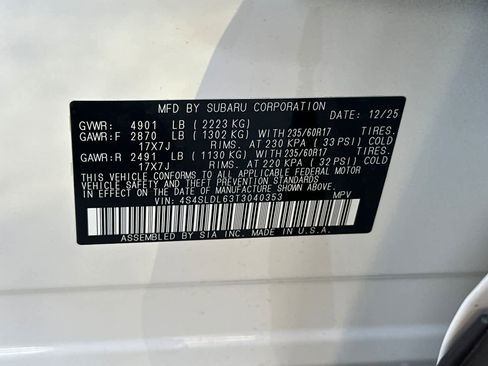 MFD BY SUBARU CORPORATION
DATE: 12/25
GVWR: 4901 LB (2223 KG)
GAWR:F 2870 LB (1302 KG) WITH 235/60R17 TIRES.
17X7J RIMS. AT 230 KPA (33 PSI) COLD
GAWR:R 2491 LB (1130 KG) WITH 235/60R17 TIRES.
17X7J RIMS. AT 220 KPA (32 PSI) COLD
THIS VEHICLE CONFORMS TO ALL APPLICABLE FEDERAL MOTOR
VEHICLE SAFETY AND THEFT PREVENTION STANDARDS
IN EFFECT ON THE DATE OF MANUFACTURE SHOWN ABOVE.
VIN: 4S4SLDL63T3040353 MPV
ASSEMBLED BY SIA INC. MADE IN U.S.A.